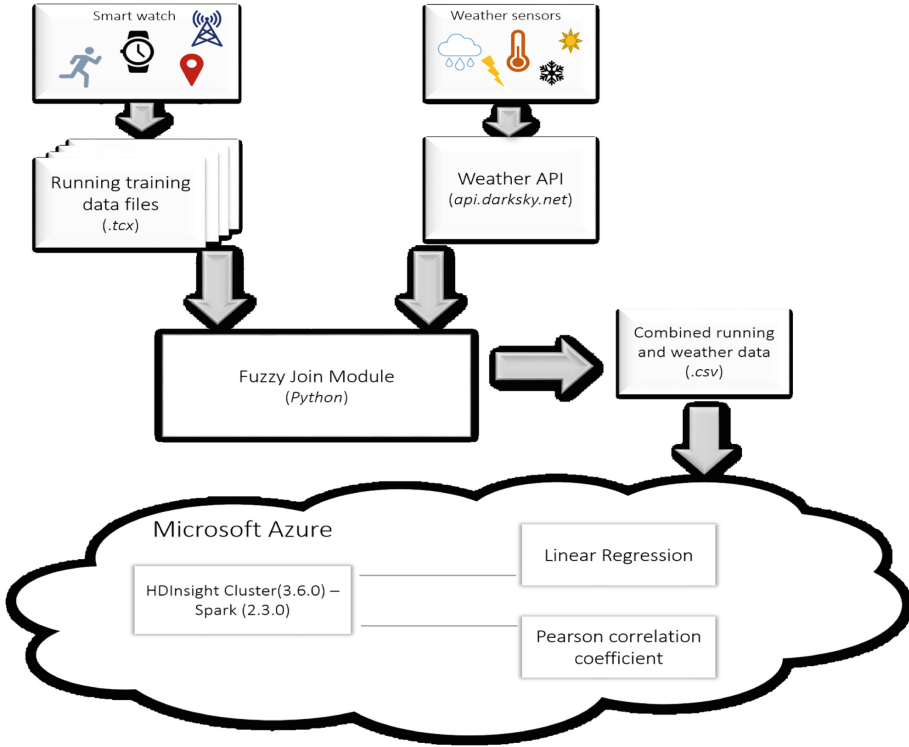 Smart watch
Weather sensors
Running training
data files
(.tcx)
Weather API
(api.darksky.net)
Fuzzy Join Module
(Python)
Combined running
and weather data
(.csv)
Microsoft Azure
HDInsight Cluster(3.6.0) –
Spark (2.3.0)
Linear Regression
Pearson correlation
coefficient